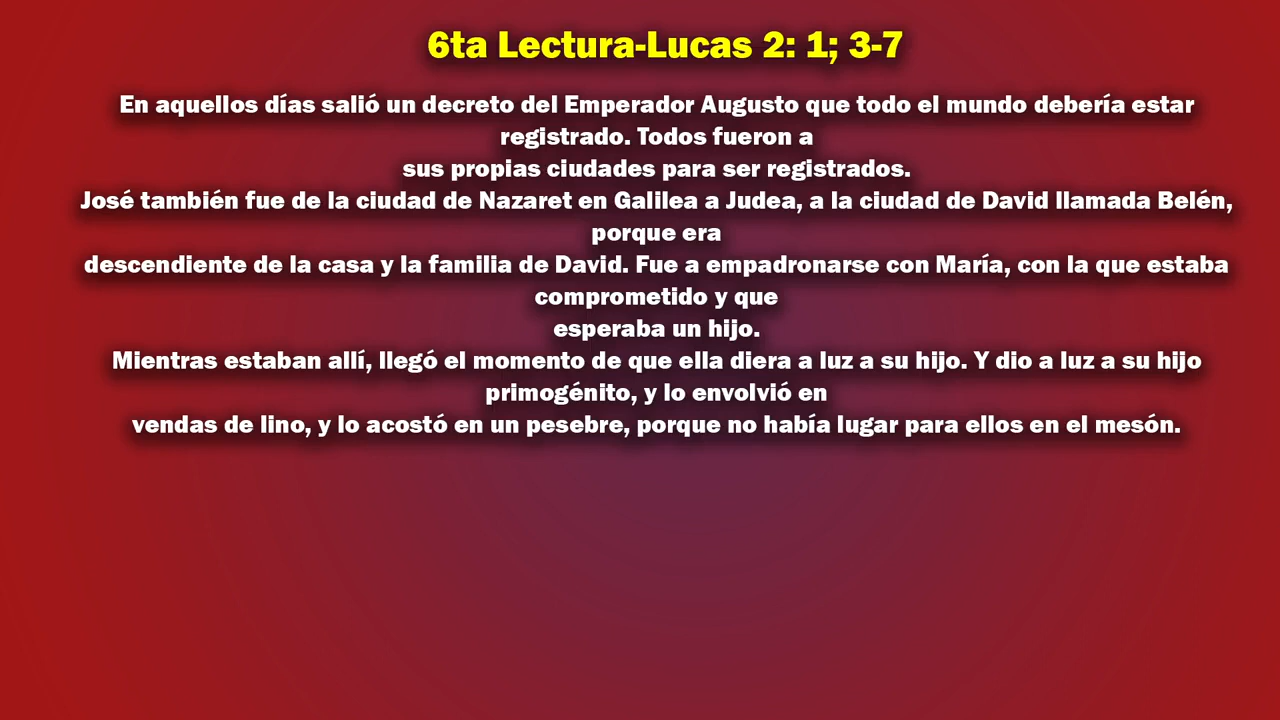 6ta Lectura-Lucas 2: 1; 3-7
En aquellos días salió un decreto del Emperador Augusto que todo el mundo debería estar
registrado. Todos fueron a
sus propias ciudades para ser registrados.
José también fue de la ciudad de Nazaret en Galilea a Judea, a la ciudad de David llamada Belén,
porque era
descendiente de la casa y la familia de David. Fue a empadronarse con María, con la que estaba
comprometido y que
esperaba un hijo.
Mientras estaban allí, llegó el momento de que ella diera a luz a su hijo. Y dio a luz a su hijo
primogénito, y lo envolvió en
vendas de lino, y lo acostó en un pesebre, porque no había lugar para ellos en el mesón.